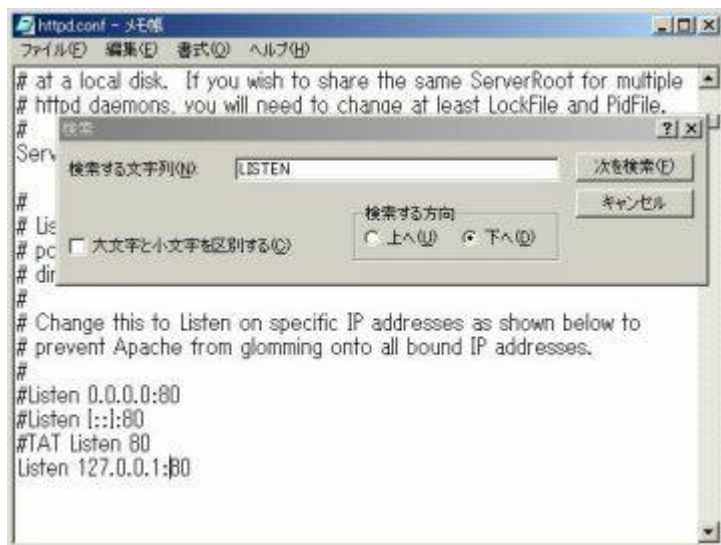 httpd.conf - メモ帳
ファイル(F) 編集(E) 書式(O) ヘルプ(H)
# at a local disk. If you wish to share the same ServerRoot for multiple
# httpd daemons, you will need to change at least LockFile and PidFile.
#
検索
Serv
検索する文字列(N): LISTEN 次を検索(F)
キャンセル
#
# Lis
検索する方向
# po
大文字と小文字を区別する(C) 上へ(U) 下へ(D)
# dir
#
# Change this to Listen on specific IP addresses as shown below to
# prevent Apache from glomming onto all bound IP addresses.
#
#Listen 0.0.0.0:80
#Listen [::]:80
#TAT Listen 80
Listen 127.0.0.1:80